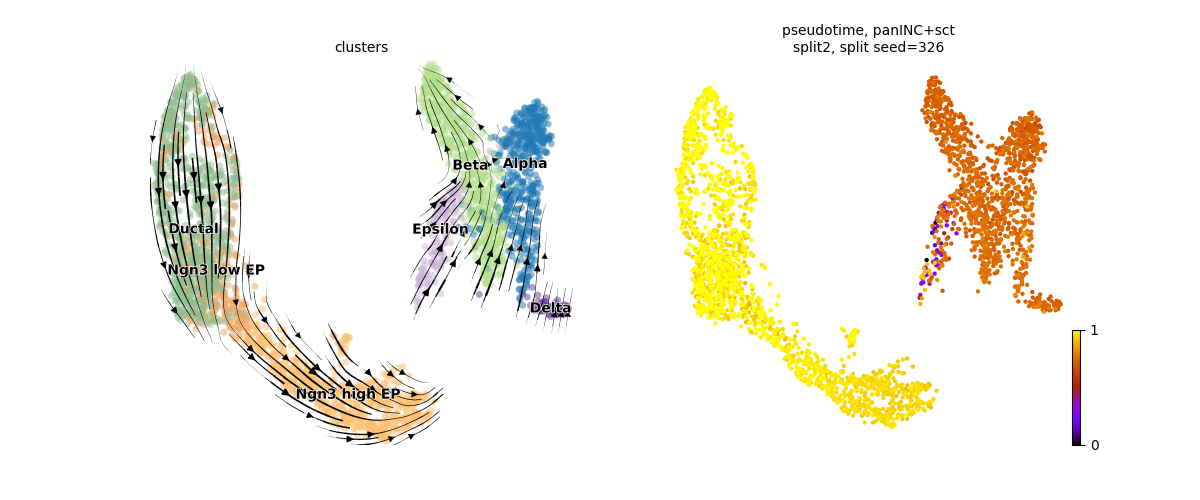 clusters
pseudotime, panINC+sct
split2, split seed=326
Beta
Alpha
Ductal
Epsilon
Ngn3 low EP
Delta
Ngn3 high EP
1
0